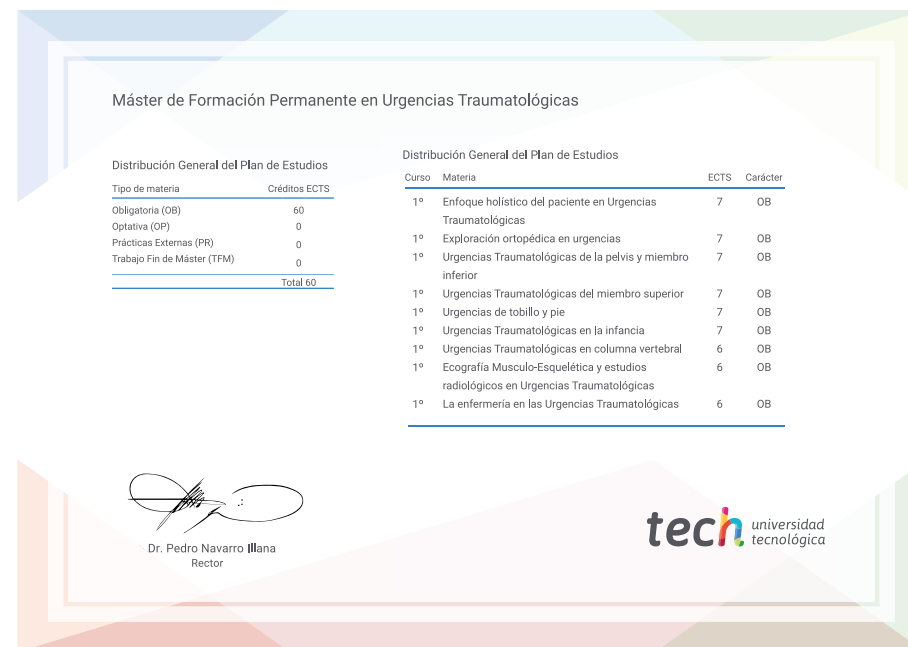 Máster de Formación Permanente en Urgencias Traumatológicas
Distribución General del Plan de Estudios
Tipo de materia Créditos ECTS
Obligatoria (OB) 60
Optativa (OP) 0
Prácticas Externas (PR) 0
Trabajo Fin de Máster (TFM) 0
Total 60
Distribución General del Plan de Estudios
Curso Materia ECTS Carácter
1º Enfoque holístico del paciente en Urgencias 7 OB
Traumatológicas
1º Exploración ortopédica en urgencias 7 OB
1º Urgencias Traumatológicas de la pelvis y miembro 7 OB
inferior
1º Urgencias Traumatológicas del miembro superior 7 OB
1º Urgencias de tobillo y pie 7 OB
1º Urgencias Traumatológicas en la infancia 7 OB
1º Urgencias Traumatológicas en columna vertebral 6 OB
1º Ecografía Musculo-Esquelética y estudios 6 OB
radiológicos en Urgencias Traumatológicas
1º La enfermería en las Urgencias Traumatológicas 6 OB
Dr. Pedro Navarro Illana
Rector
tech universidad
tecnológica